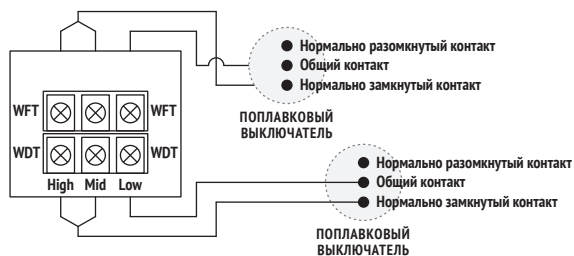 Нормально разомкнутый контакт
Общий контакт
Нормально замкнутый контакт
ПОПЛАВКОВЫЙ
ВЫКЛЮЧАТЕЛЬ
WFT WFT
WDT WDT
High Mid Low
Нормально разомкнутый контакт
Общий контакт
Нормально замкнутый контакт
ПОПЛАВКОВЫЙ
ВЫКЛЮЧАТЕЛЬ